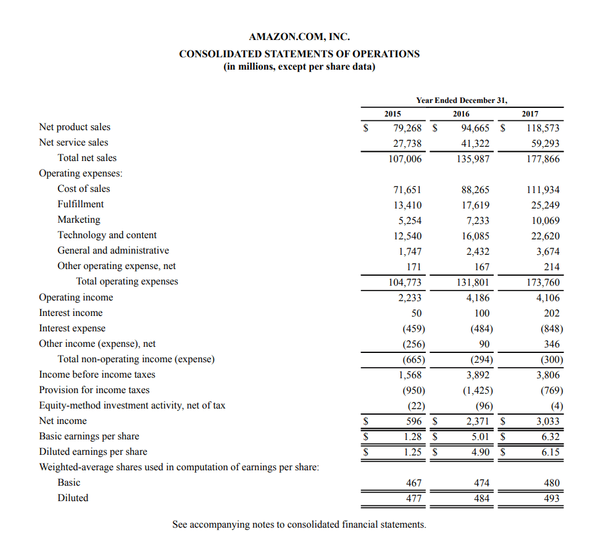 AMAZON.COM, INC.
CONSOLIDATED STATEMENTS OF OPERATIONS
(in millions, except per share data)
Year Ended December 31,
2015 2016 2017
Net product sales $ 79,268 $ 94,665 $ 118,573
Net service sales 27,738 41,322 59,293
Total net sales 107,006 135,987 177,866
Operating expenses:
Cost of sales 71,651 88,265 111,934
Fulfillment 13,410 17,619 25,249
Marketing 5,254 7,233 10,069
Technology and content 12,540 16,085 22,620
General and administrative 1,747 2,432 3,674
Other operating expense, net 171 167 214
Total operating expenses 104,773 131,801 173,760
Operating income 2,233 4,186 4,106
Interest income 50 100 202
Interest expense (459) (484) (848)
Other income (expense), net (256) 90 346
Total non-operating income (expense) (665) (294) (300)
Income before income taxes 1,568 3,892 3,806
Provision for income taxes (950) (1,425) (769)
Equity-method investment activity, net of tax (22) (96) (4)
Net income $ 596 $ 2,371 $ 3,033
Basic earnings per share $ 1.28 $ 5.01 $ 6.32
Diluted earnings per share $ 1.25 $ 4.90 $ 6.15
Weighted-average shares used in computation of earnings per share:
Basic 467 474 480
Diluted 477 484 493
See accompanying notes to consolidated financial statements.